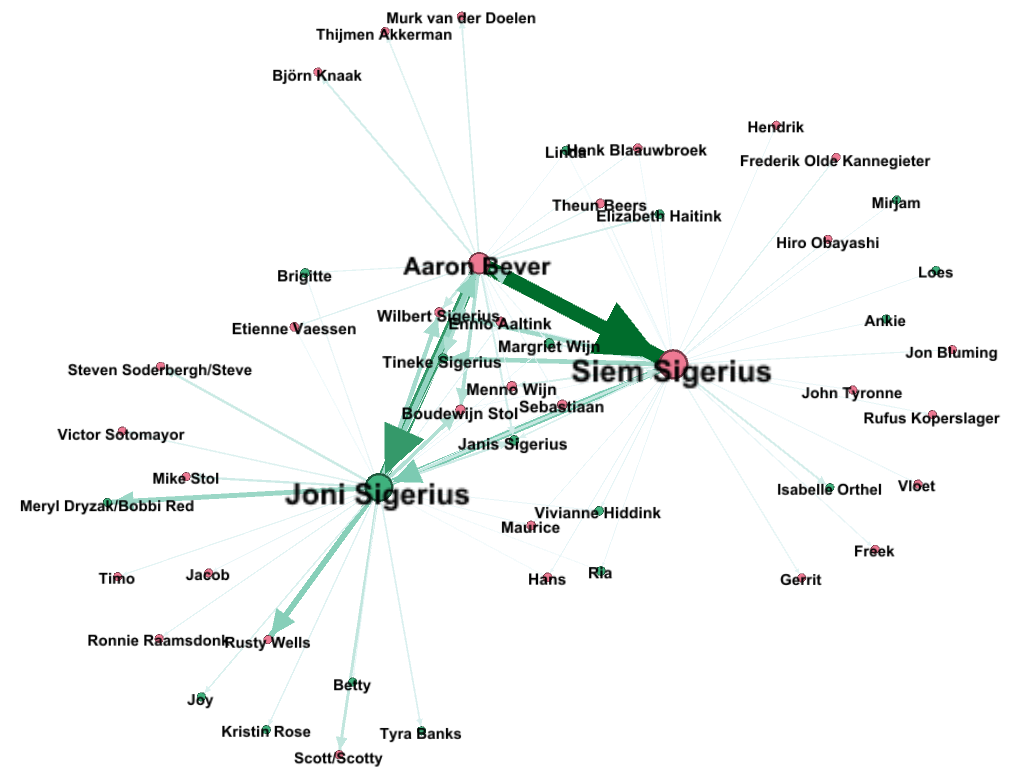 Murk van der Doelen
Thijmen Akkerman
Björn Knaak
Hendrik
Linda
Henk Blaauwbroek
Frederik Olde Kannegieter
Theun Beers
Mirjam
Elizabeth Haitink
Hiro Obayashi
Aaron Bever
Brigitte
Loes
Wilbert Sigerius
Ennio Aaltink
Ankie
Etienne Vaessen
Margriet Wijn
Jon Bluming
Tineke Sigerius
Steven Soderbergh/Steve
Siem Sigerius
Menno Wijn
John Tyronne
Boudewijn Stol
Sebastiaan
Rufus Koperslager
Victor Sotomayor
Janis Sigerius
Mike Stol
Vloet
Isabelle Orthel
Joni Sigerius
Meryl Dryzak/Bobbi Red
Vivianne Hiddink
Maurice
Freek
Timo
Jacob
Hans
Ria
Gerrit
Ronnie Raamsdonk
Rusty Wells
Betty
Joy
Kristin Rose
Tyra Banks
Scott/Scotty